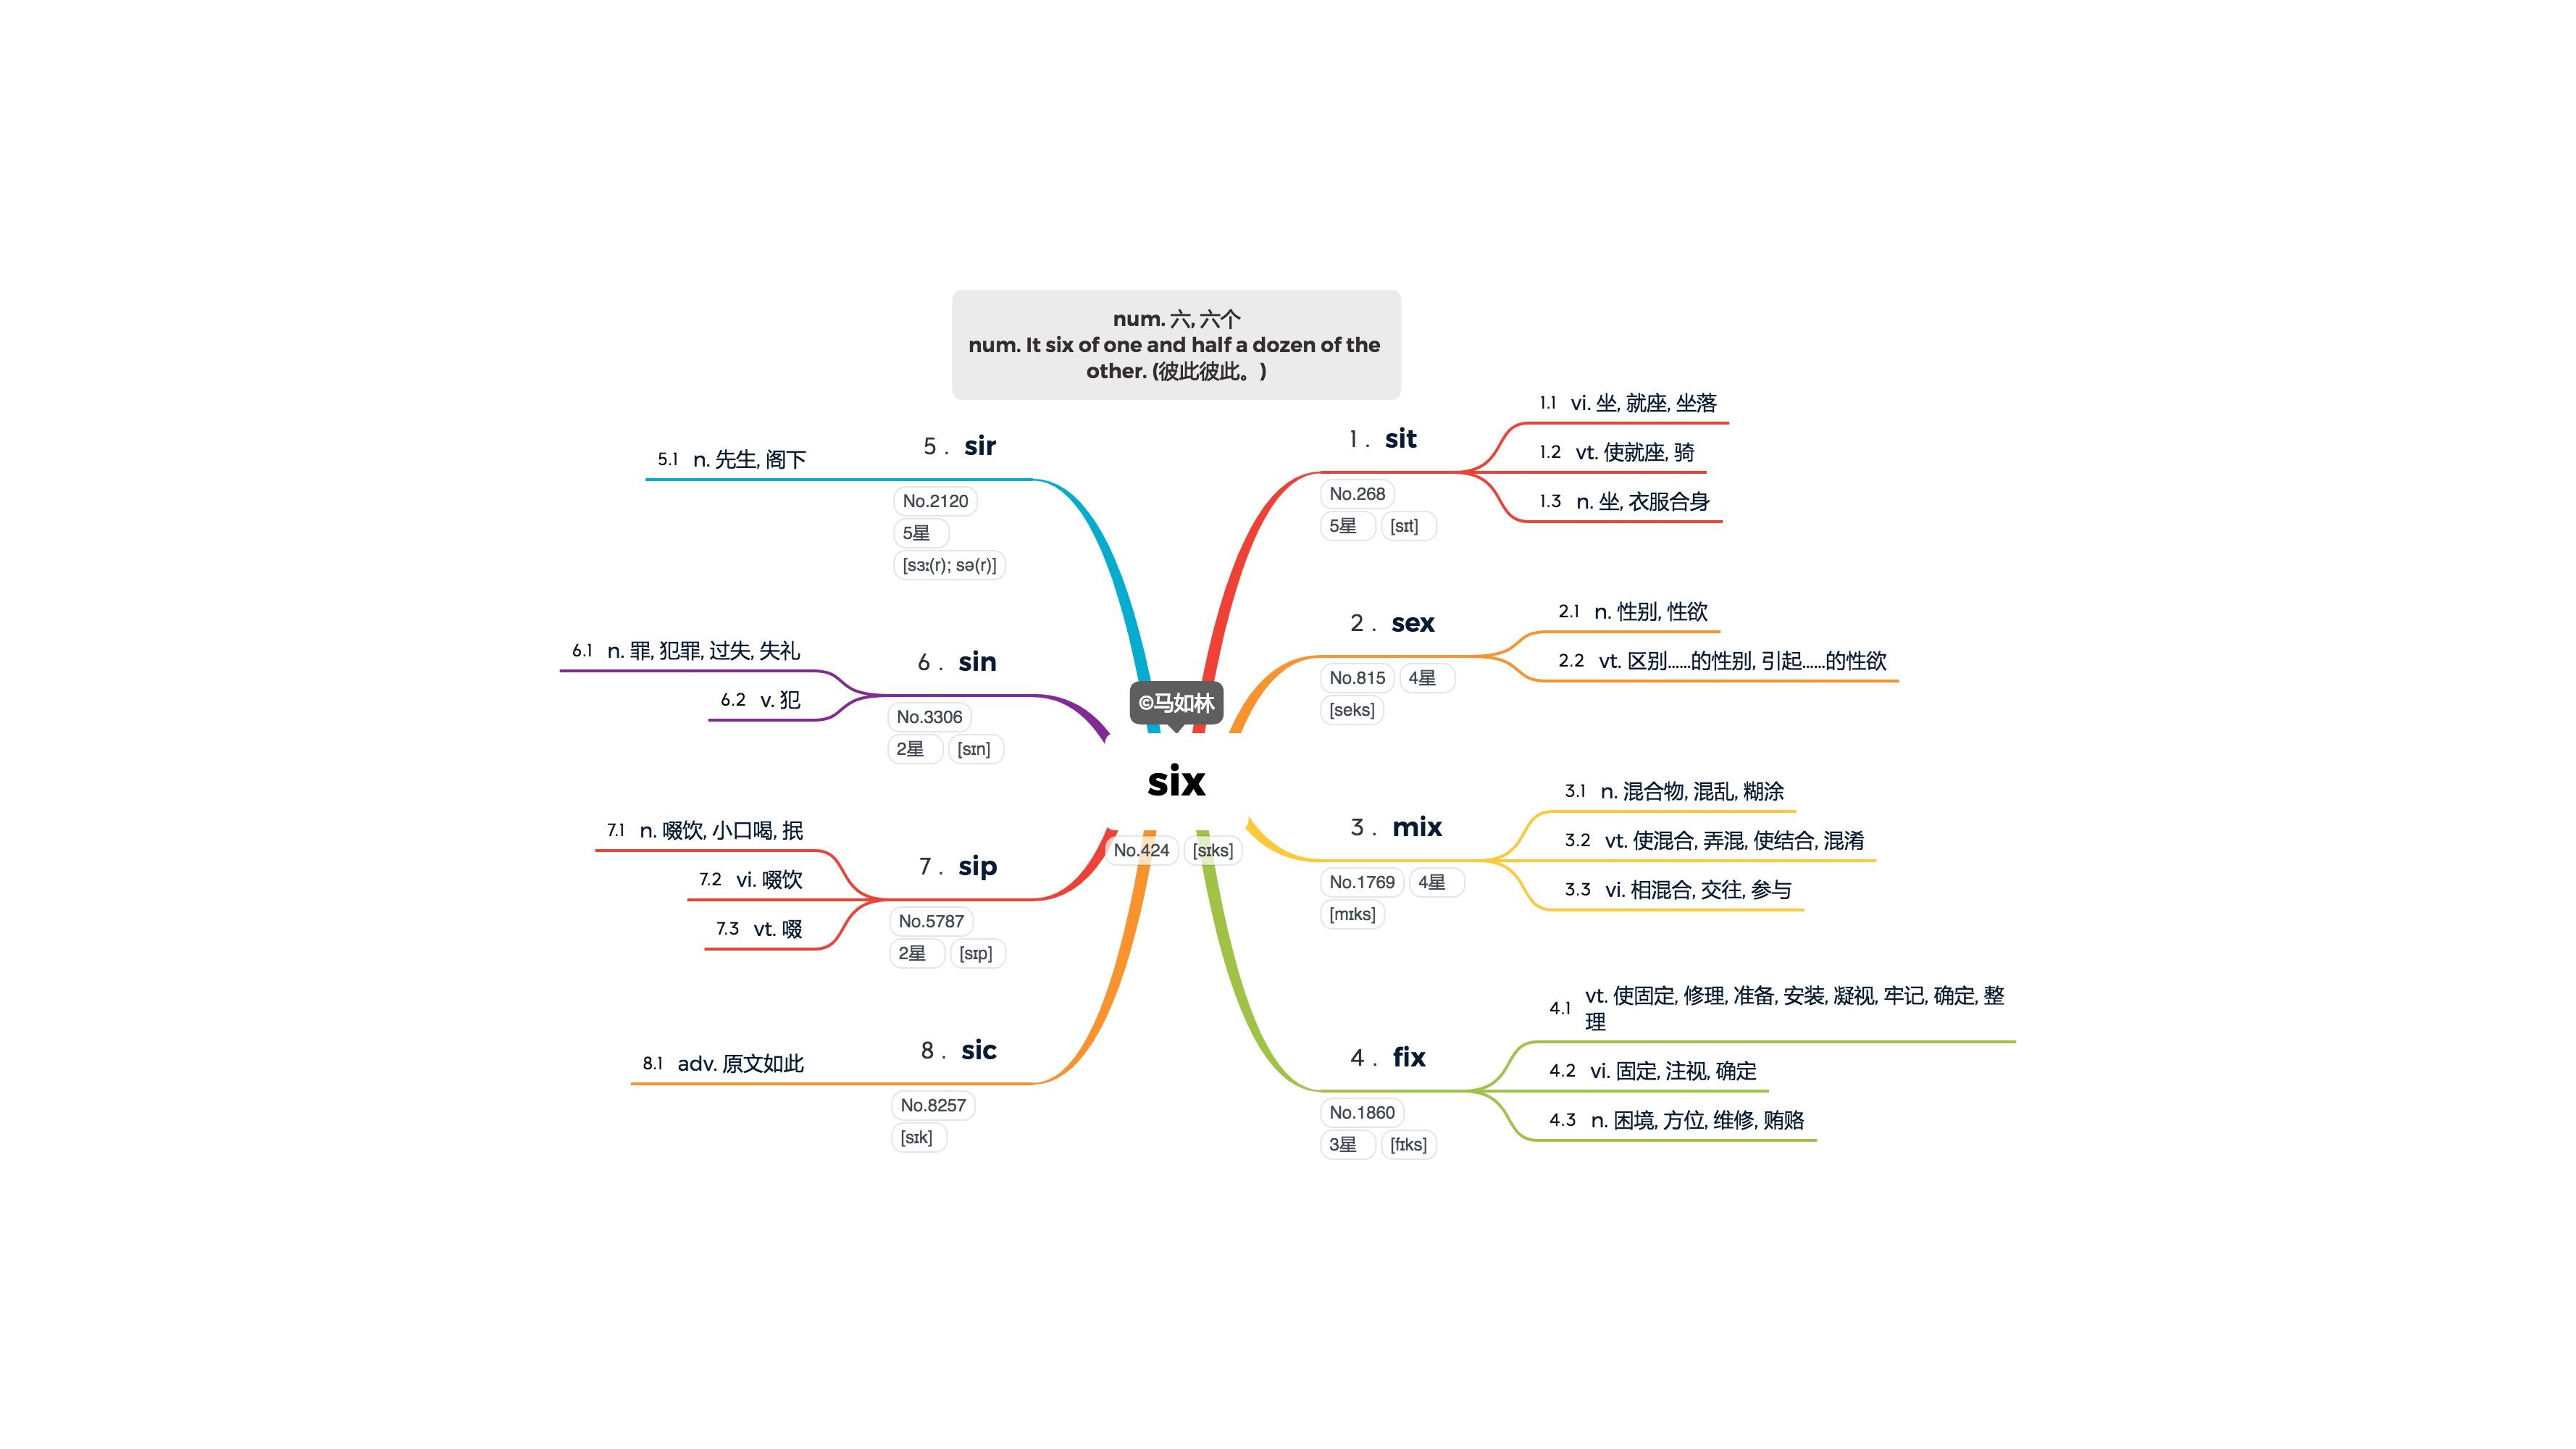 num. 六, 六个
num. It six of one and half a dozen of the
other. (彼此彼此。)
©马如林
six
No.424 [sɪks]
1. sit
No.268
5星 [sɪt]
1.1 vi. 坐, 就座, 坐落
1.2 vt. 使就座, 骑
1.3 n. 坐, 衣服合身
2. sex
No.815 4星
[seks]
2.1 n. 性别, 性欲
2.2 vt. 区别……的性别, 引起……的性欲
3. mix
No.1769 4星
[mɪks]
3.1 n. 混合物, 混乱, 糊涂
3.2 vt. 使混合, 弄混, 使结合, 混淆
3.3 vi. 相混合, 交往, 参与
4. fix
No.1860
3星 [fɪks]
4.1 vt. 使固定, 修理, 准备, 安装, 凝视, 牢记, 确定, 整
理
4.2 vi. 固定, 注视, 确定
4.3 n. 困境, 方位, 维修, 贿赂
5. sir
No.2120
5星
[sɜː(r); sə(r)]
5.1 n. 先生, 阁下
6. sin
No.3306
2星 [sɪn]
6.1 n. 罪, 犯罪, 过失, 失礼
6.2 v. 犯
7. sip
No.5787
2星 [sɪp]
7.1 n. 啜饮, 小口喝, 抿
7.2 vi. 啜饮
7.3 vt. 啜
8. sic
No.8257
[sɪk]
8.1 adv. 原文如此